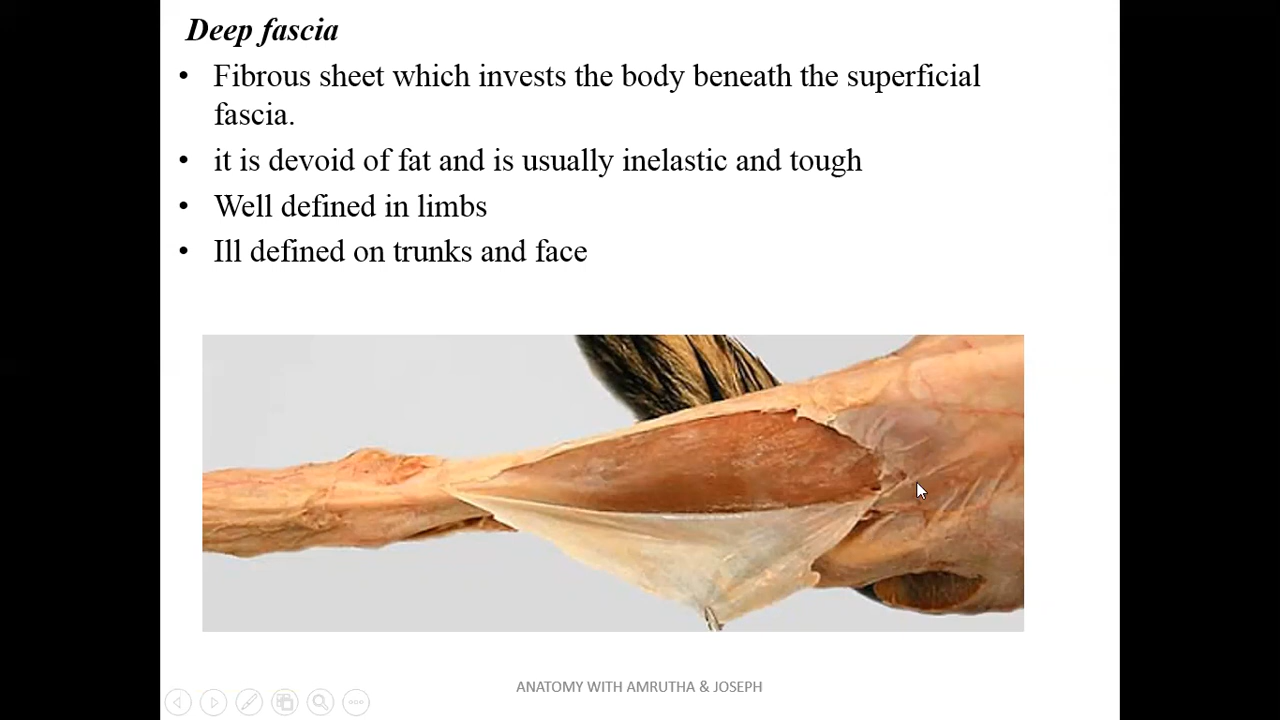 Deep fascia
• Fibrous sheet which invests the body beneath the superficial
fascia.
• it is devoid of fat and is usually inelastic and tough
• Well defined in limbs
• Ill defined on trunks and face
ANATOMY WITH AMRUTHA & JOSEPH